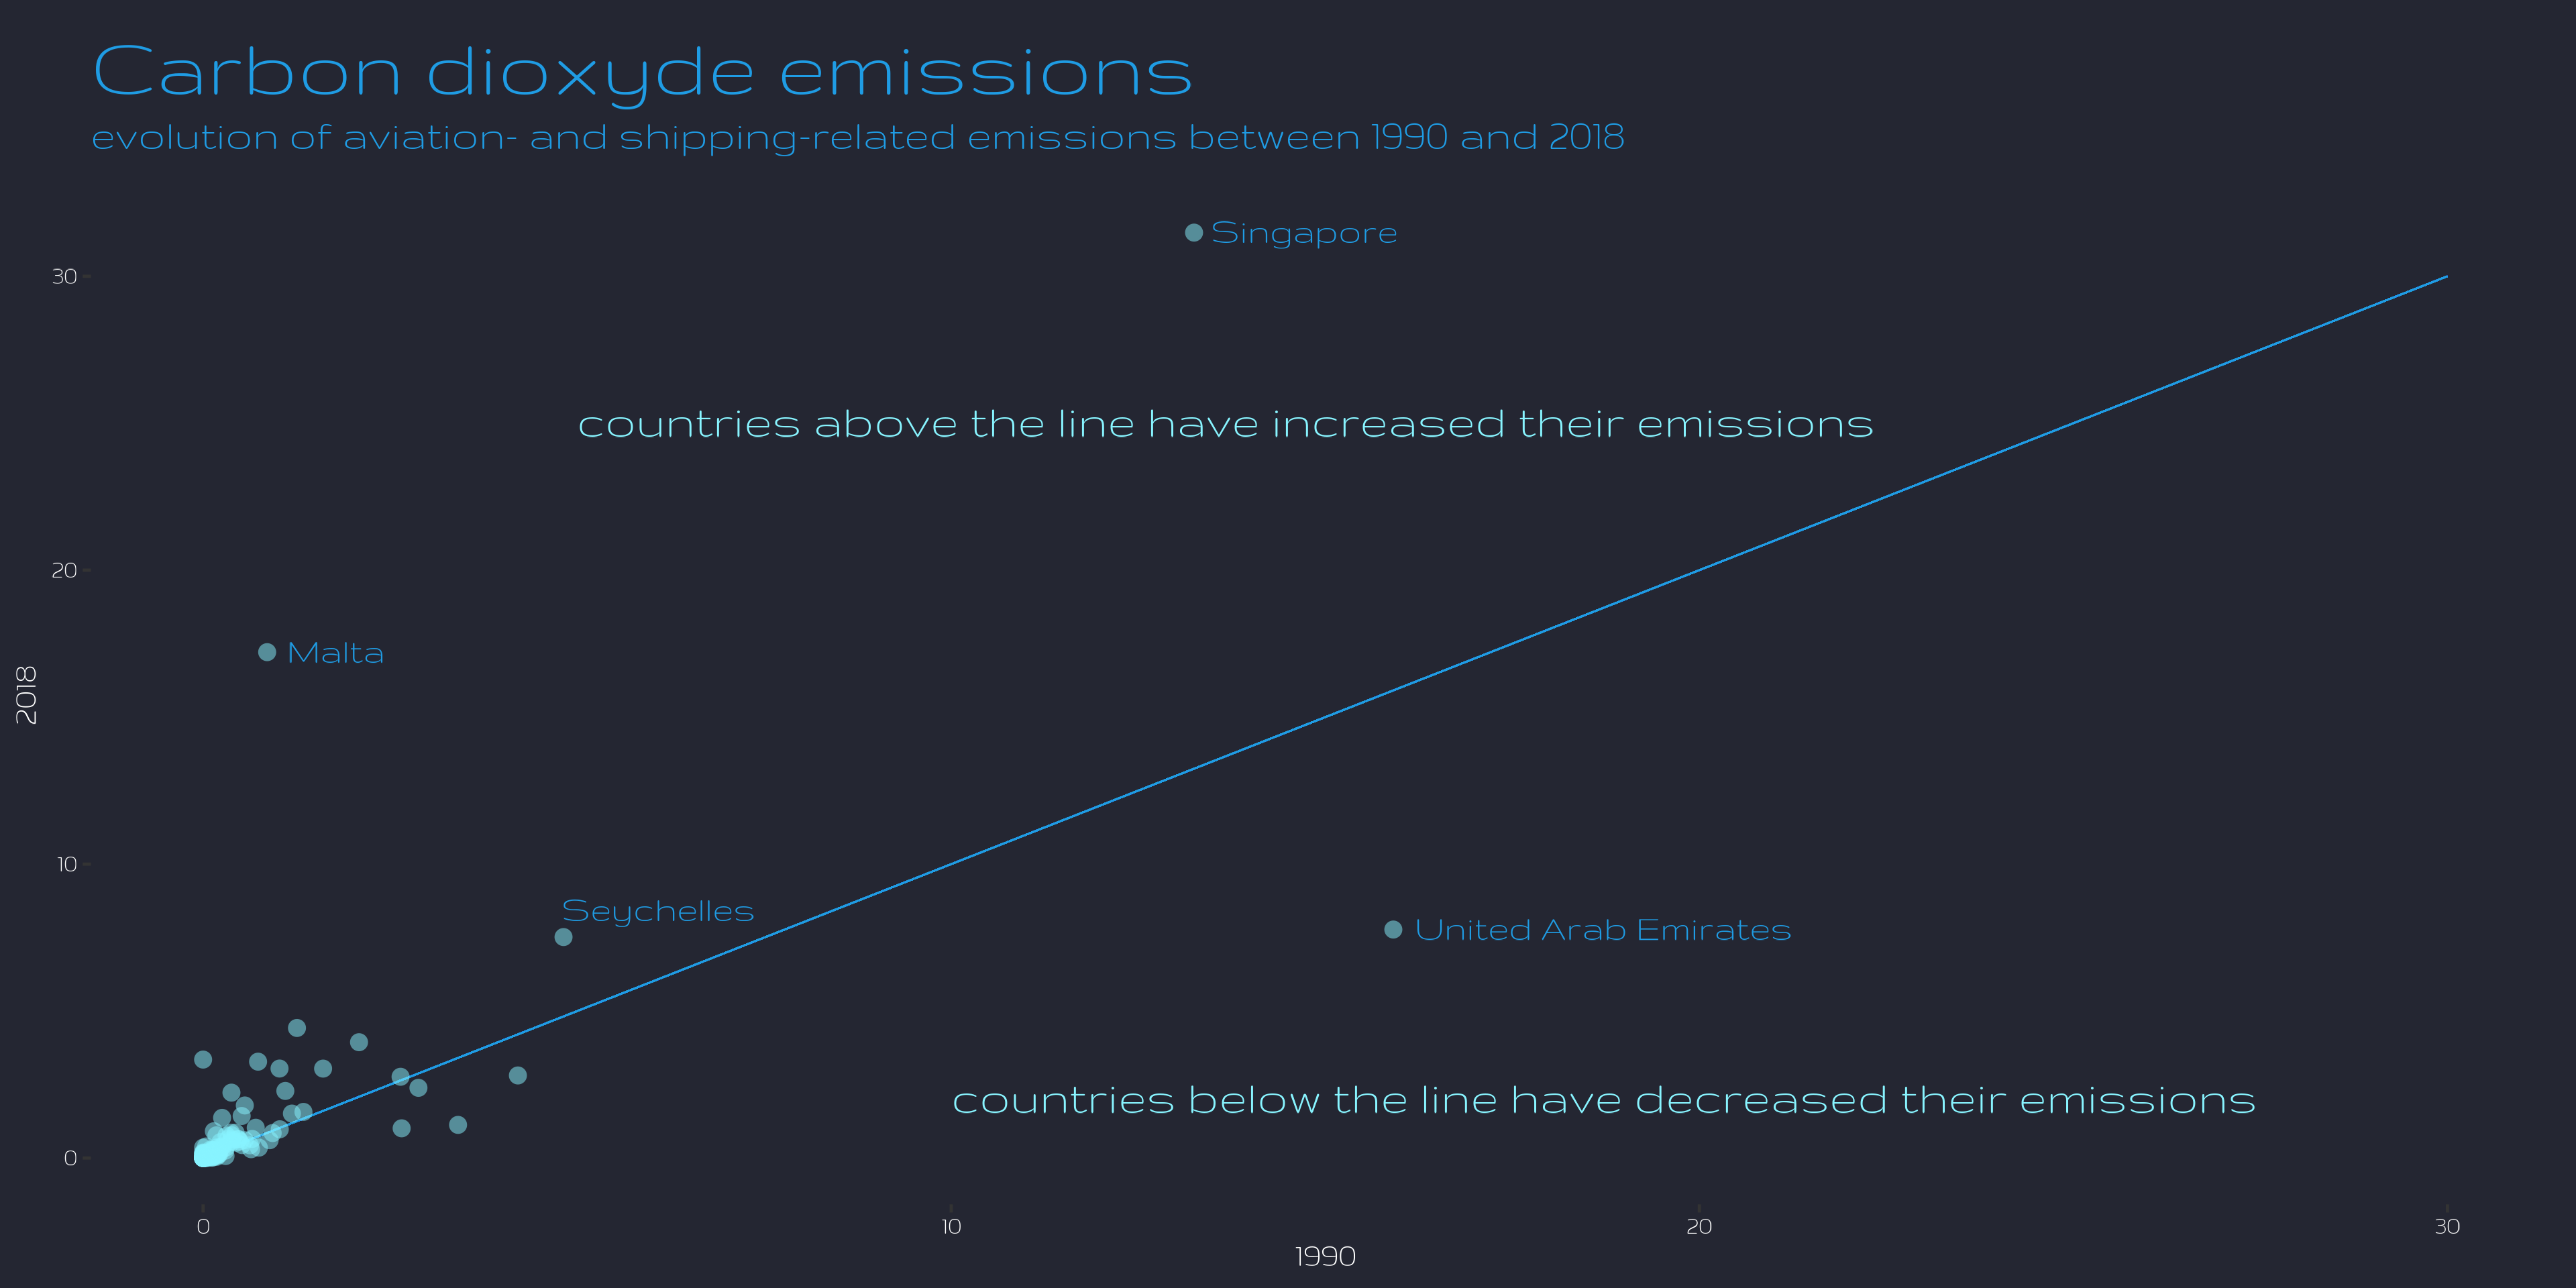 Carbon dioxyde emissions
evolution of aviation- and shipping-related emissions between 1990 and 2018
Singapore
30
countries above the line have increased their emissions
20
Malta
2018
10
Seychelles
United Arab Emirates
countries below the line have decreased their emissions
0
0 10 20 30
1990